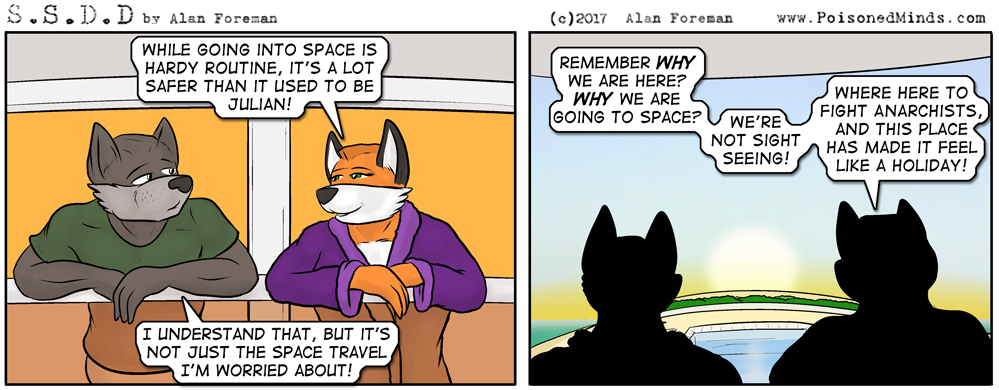 S.S.D.D by Alan Foreman
(c)2017 Alan Foreman www.PoisonedMinds.com
WHILE GOING INTO SPACE IS
HARDY ROUTINE, IT'S A LOT
SAFER THAN IT USED TO BE
JULIAN!
I UNDERSTAND THAT, BUT IT'S
NOT JUST THE SPACE TRAVEL
I'M WORRIED ABOUT!
REMEMBER WHY
WE ARE HERE?
WHY WE ARE
GOING TO SPACE?
WE'RE
NOT SIGHT
SEEING!
WHERE HERE TO
FIGHT ANARCHISTS,
AND THIS PLACE
HAS MADE IT FEEL
LIKE A HOLIDAY!